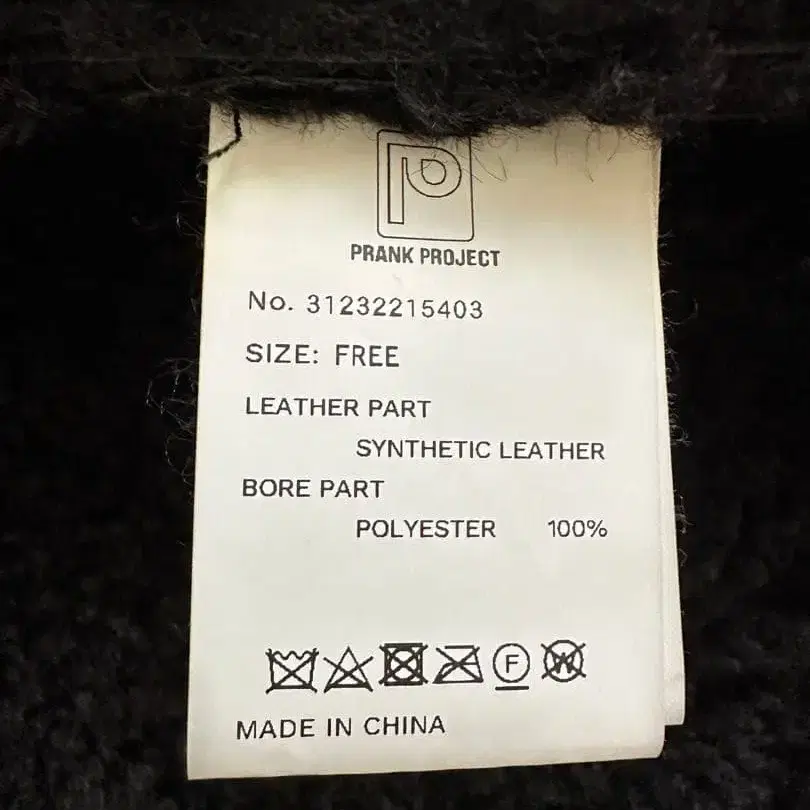 P
PRANK PROJECT
No. 31232215403
SIZE: FREE
LEATHER PART
SYNTHETIC LEATHER
BORE PART
POLYESTER 100%
F W
MADE IN CHINA